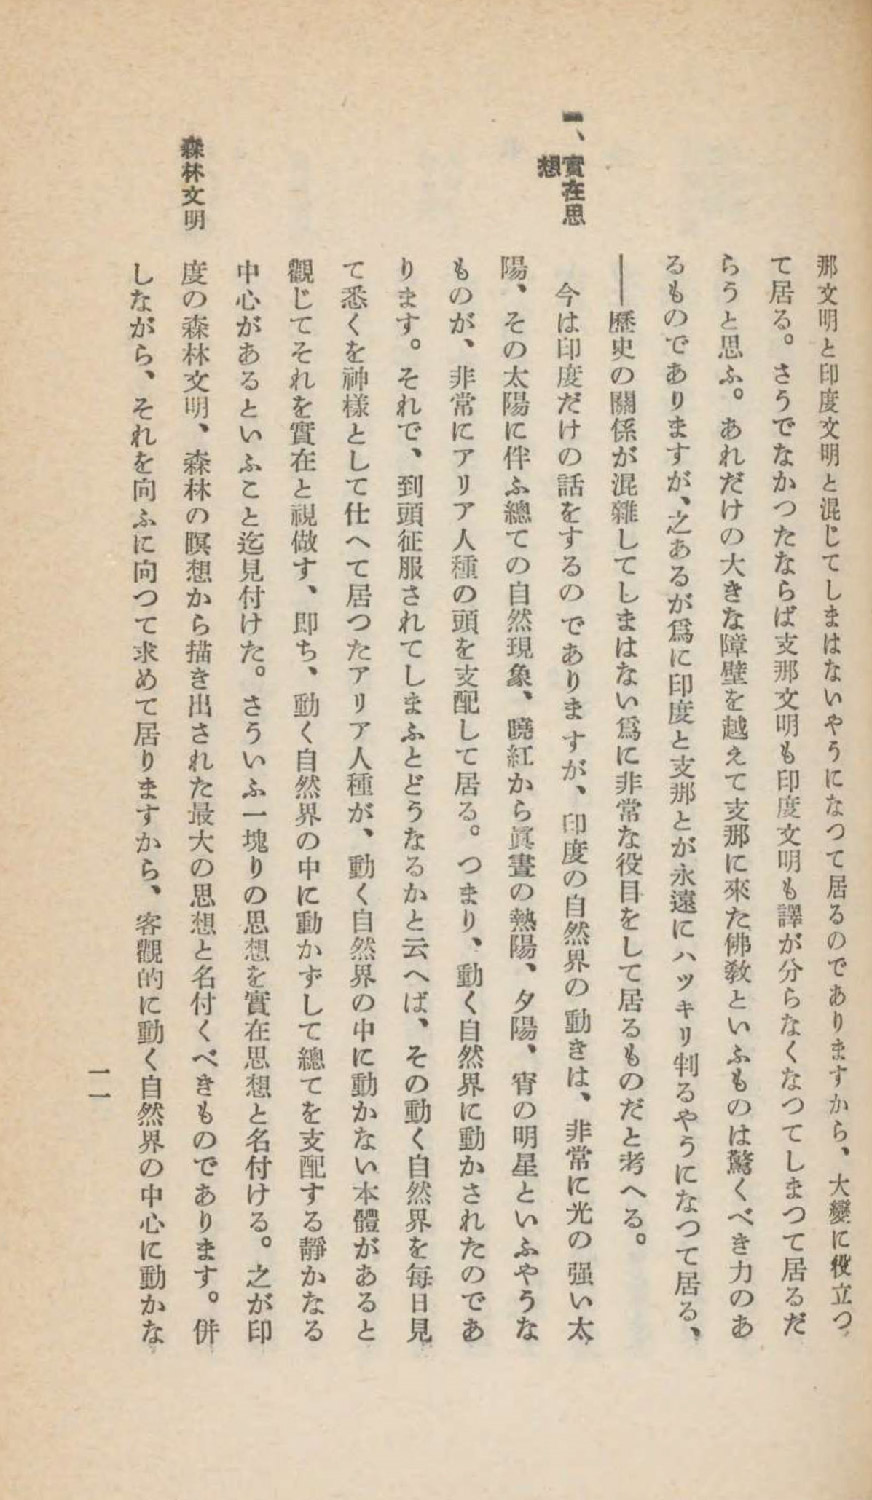 那文明と印度文明と混じてしまはないやうになつて居るのでありますから、大變に役立つ
て居る。さうでなかつたならば支那文明も印度文明も譯が分らなくなつてしまつて居るだ
らうと思ふ。あれだけの大きな障壁を越えて支那に來た佛敎といふものは驚くべき力のあ
るものでありますが、之あるが爲に印度と支那とが永遠にハツキリ判るやうになつて居る、
――歷史の關係が混雜してしまはない爲に非常な役目をして居るものだと考へる。
一、實在思
想
今は印度だけの話をするのでありますが、印度の自然界の動きは、非常に光の强い太
陽、その太陽に伴ふ總ての自然現象、曉紅から眞晝の熱陽、夕陽、宵の明星といふやうな
ものが、非常にアリア人種の頭を支配して居る。つまり、動く自然界に動かされたのであ
ります。それで、到頭征服されてしまふとどうなるかと云へば、その動く自然界を每日見
て悉くを神樣として仕へて居つたアリア人種が、動く自然界の中に動かない本體があると
觀じてそれを實在と視做す、卽ち、動く自然界の中に動かずして總てを支配する靜かなる
中心があるといふこと迄見付けた。さういふ一塊りの思想を實在思想と名付ける。之が印
森林文明
度の森林文明、森林の瞑想から描き出された最大の思想と名付くべきものであります。併
しながら、それを向ふに向つて求めて居りますから、客觀的に動く自然界の中心に動かな
一一